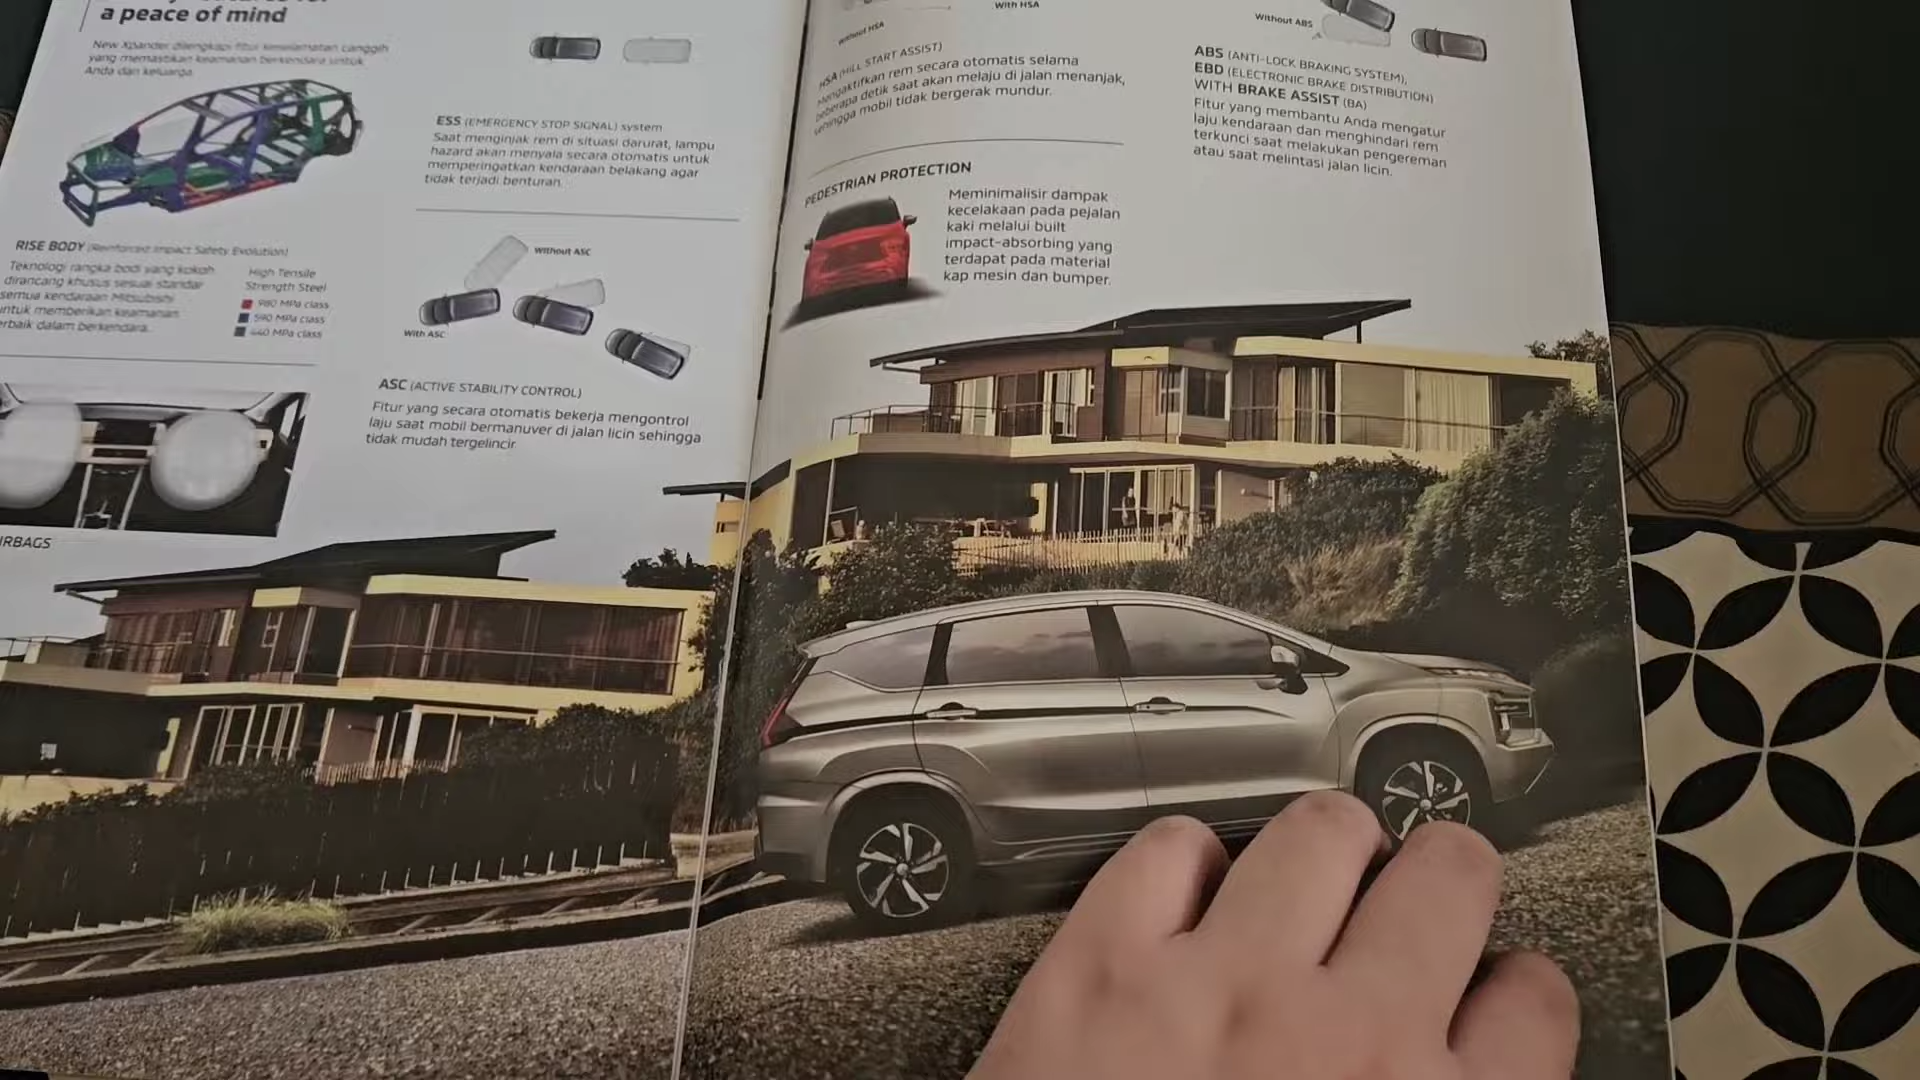 a peace of mind
New Xpander dilengkapi fitur keselamatan canggih
yang memastikan keamanan berkendara untuk
Anda dan keluarga.
RISE BODY (Reinforced Impact Safety Evolution)
Teknologi rangka bodi yang kokoh
dirancang khusus sesuai standar
semua kendaraan Mitsubishi
untuk memberikan keamanan
erbaik dalam berkendara.
High Tensile
Strength Steel
980 MPa class
590 MPa class
440 MPa class
IRBAGS
ESS (EMERGENCY STOP SIGNAL) system
Saat menginjak rem di situasi darurat, lampu
hazard akan menyala secara otomatis untuk
memperingatkan kendaraan belakang agar
tidak terjadi benturan.
Without ASC
With ASC
ASC (ACTIVE STABILITY CONTROL)
Fitur yang secara otomatis bekerja mengontrol
laju saat mobil bermanuver di jalan licin sehingga
tidak mudah tergelincir.
Without HSA
With HSA
HSA (HILL START ASSIST)
Mengaktifkan rem secara otomatis selama
beberapa detik saat akan melaju di jalan menanjak,
sehingga mobil tidak bergerak mundur.
PEDESTRIAN PROTECTION
Meminimalisir dampak
kecelakaan pada pejalan
kaki melalui built
impact-absorbing yang
terdapat pada material
kap mesin dan bumper.
Without ABS
ABS (ANTI-LOCK BRAKING SYSTEM),
EBD (ELECTRONIC BRAKE DISTRIBUTION)
WITH BRAKE ASSIST (BA)
Fitur yang membantu Anda mengatur
laju kendaraan dan menghindari rem
terkunci saat melakukan pengereman
atau saat melintasi jalan licin.